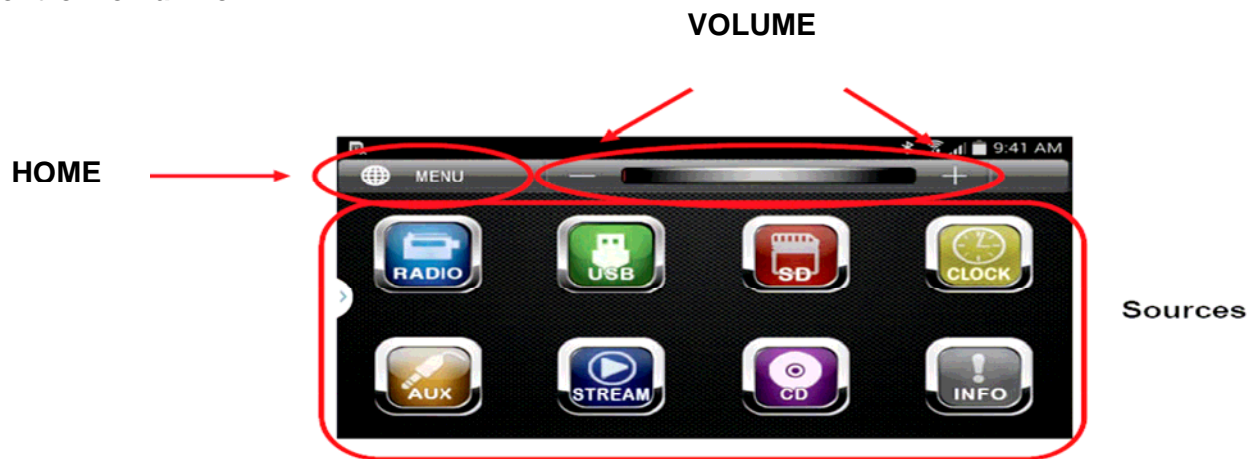 VOLUME
HOME
9:41 AM
MENU
RADIO
USB
SD
CLOCK
Sources
AUX
STREAM
CD
INFO